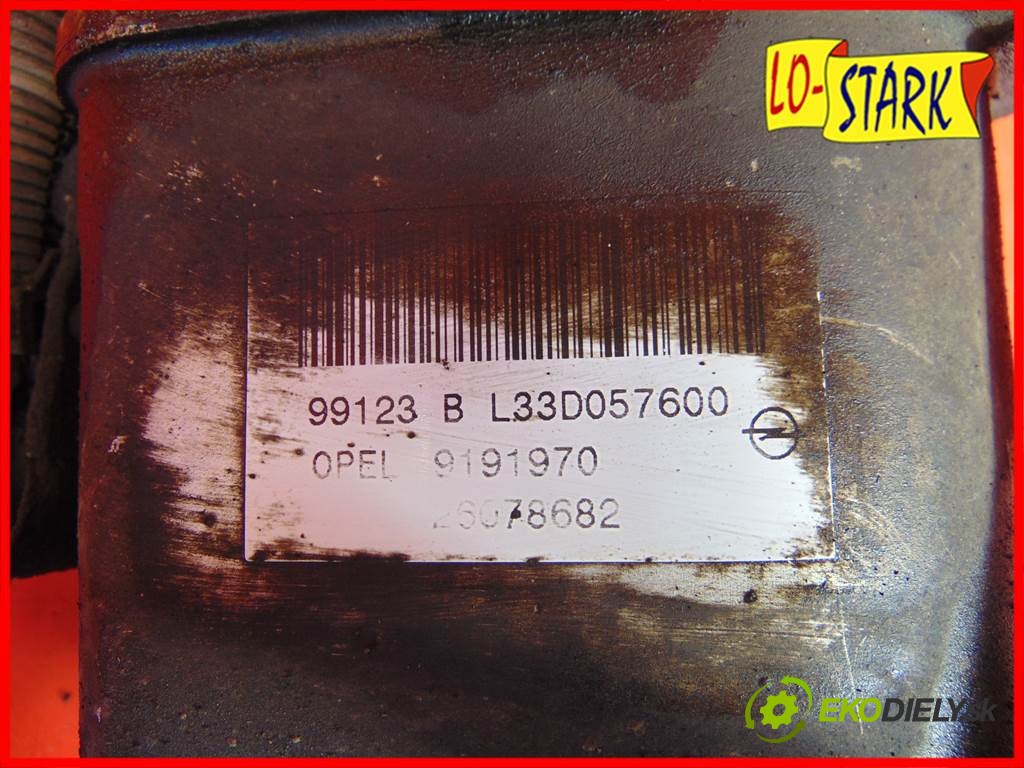 LO-STARK
99123 B L33D057600
OPEL 9191970
26078682
EKODIELY.sk